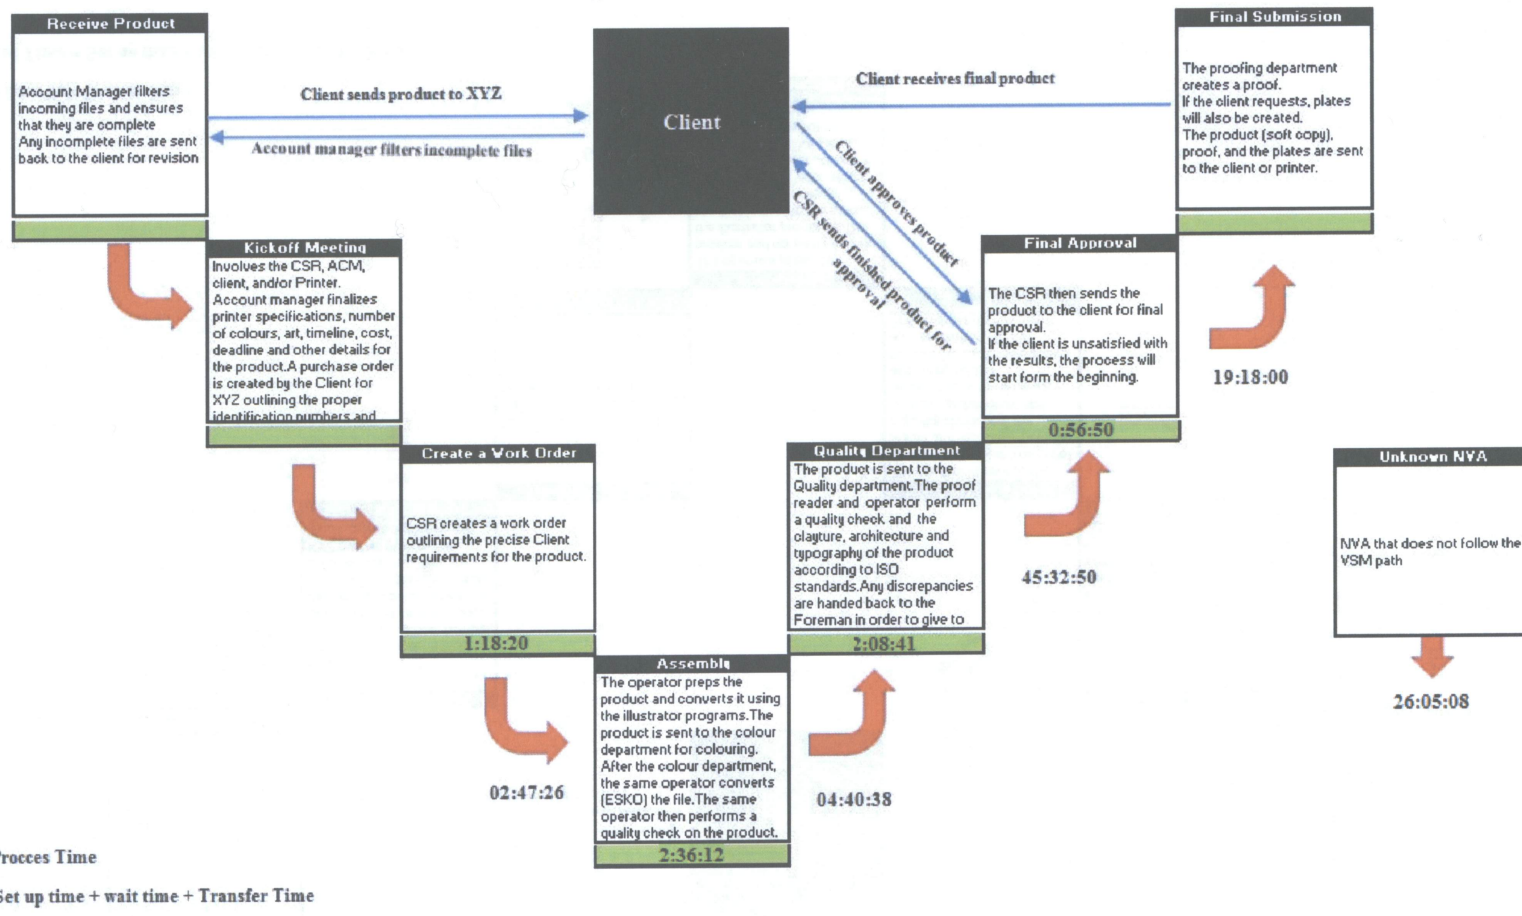 Receive Product
Account Manager filters
incoming files and ensures
that they are complete
Any incomplete files are sent
back to the client for revision
Client sends product to XYZ
Account manager filters incomplete files
Client
Client receives final product
Client approves product
CSR sends finished product for
approval
Final Submission
The proofing department
creates a proof.
If the client requests, plates
will also be created.
The product (soft copy),
proof, and the plates are sent
to the client or printer.
Kickoff Meeting
Involves the CSR, ACM,
client, and/or Printer.
Account manager finalizes
printer specifications, number
of colours, art, timeline, cost,
deadline and other details for
the product.A purchase order
is created by the Client for
XYZ outlining the proper
identification numbers and
Final Approval
The CSR then sends the
product to the client for final
approval.
If the client is unsatisfied with
the results, the process will
start form the beginning.
0:56:50
19:18:00
Create a Work Order
CSR creates a work order
outlining the precise Client
requirements for the product.
1:18:20
Quality Department
The product is sent to the
Quality department.The proof
reader and operator perform
a quality check and the
clayture, architecture and
typography of the product
according to ISO
standards.Any discrepancies
are handed back to the
Foreman in order to give to
2:08:41
45:32:50
Unknown NVA
NVA that does not follow the
VSM path
26:05:08
Assembly
The operator preps the
product and converts it using
the illustrator programs.The
product is sent to the colour
department for colouring.
After the colour department,
the same operator converts
(ESKO) the file.The same
operator then performs a
quality check on the product.
2:36:12
02:47:26
04:40:38
Procces Time
Set up time + wait time + Transfer Time